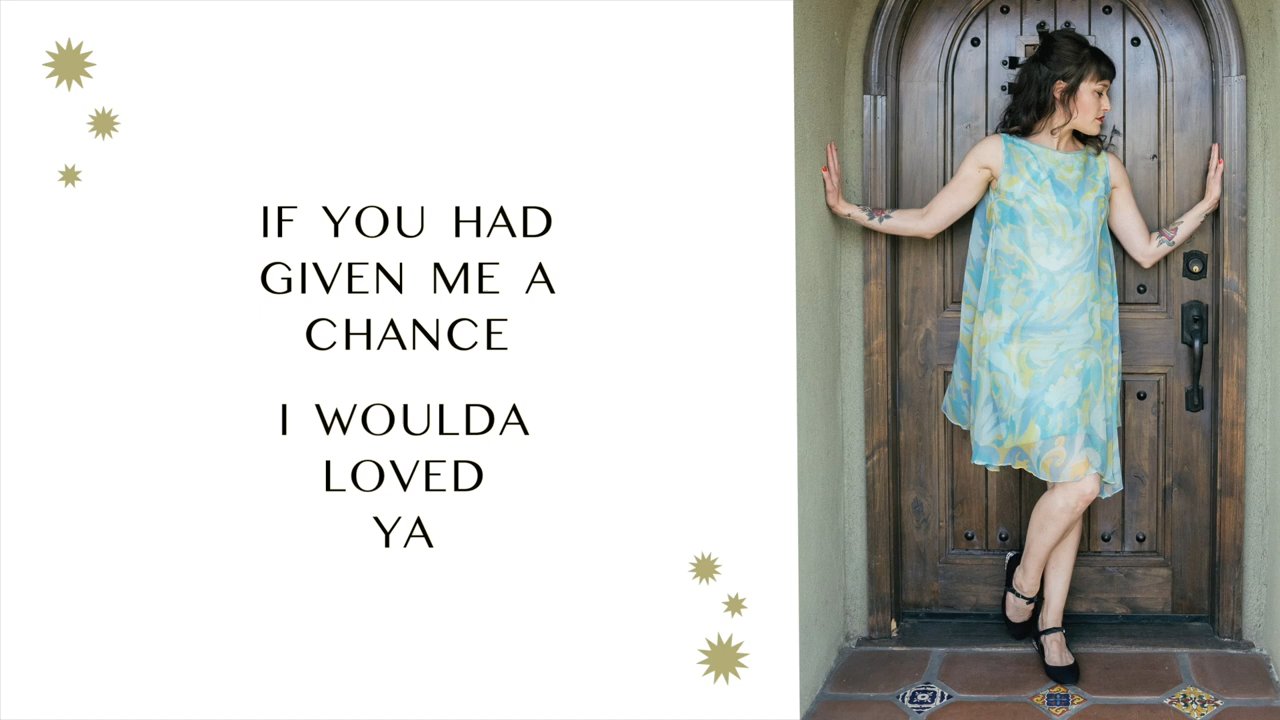 IF YOU HAD
GIVEN ME A
CHANCE
I WOULDA
LOVED
YA